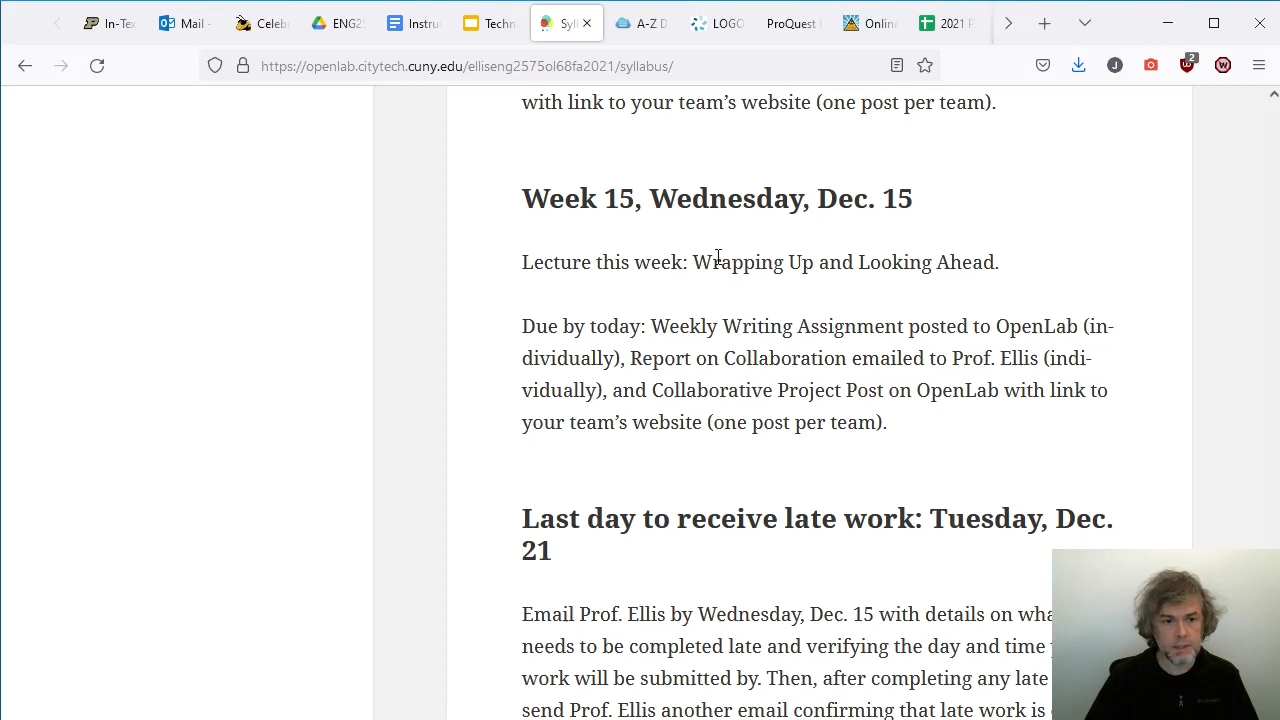 In-Tex
Mail -
Celeb
ENG2
Instru
Techn
Syll
A-Z D
LOGO
ProQuest
Onlin
2021 F
https://openlab.citytech.cuny.edu/elliseng2575ol68fa2021/syllabus/
J
2
with link to your team’s website (one post per team).
Week 15, Wednesday, Dec. 15
Lecture this week: Wrapping Up and Looking Ahead.
Due by today: Weekly Writing Assignment posted to OpenLab (in-
dividually), Report on Collaboration emailed to Prof. Ellis (indi-
vidually), and Collaborative Project Post on OpenLab with link to
your team’s website (one post per team).
Last day to receive late work: Tuesday, Dec.
21
Email Prof. Ellis by Wednesday, Dec. 15 with details on wha
needs to be completed late and verifying the day and time
work will be submitted by. Then, after completing any late
send Prof. Ellis another email confirming that late work is